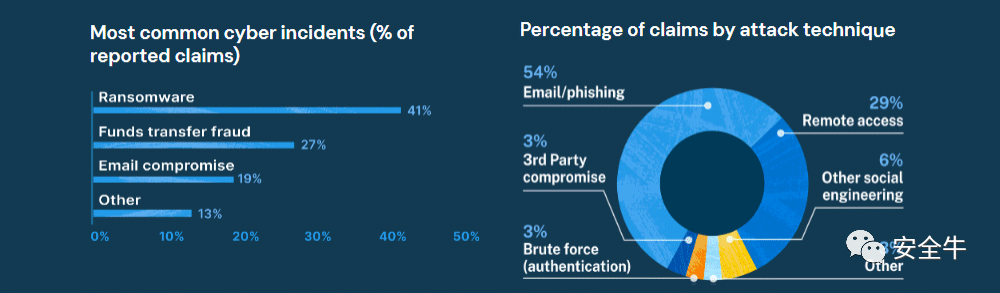 Most common cyber incidents (% of
reported claims)
Ransomware
41%
Funds transfer fraud
27%
Email compromise
19%
Other
13%
0%
10%
20%
30%
40%
50%
Percentage of claims by attack technique
54%
Email/phishing
29%
Remote access
3%
3rd Party
compromise
6%
Other social
engineering
3%
Brute force
(authentication)
Other
安全牛